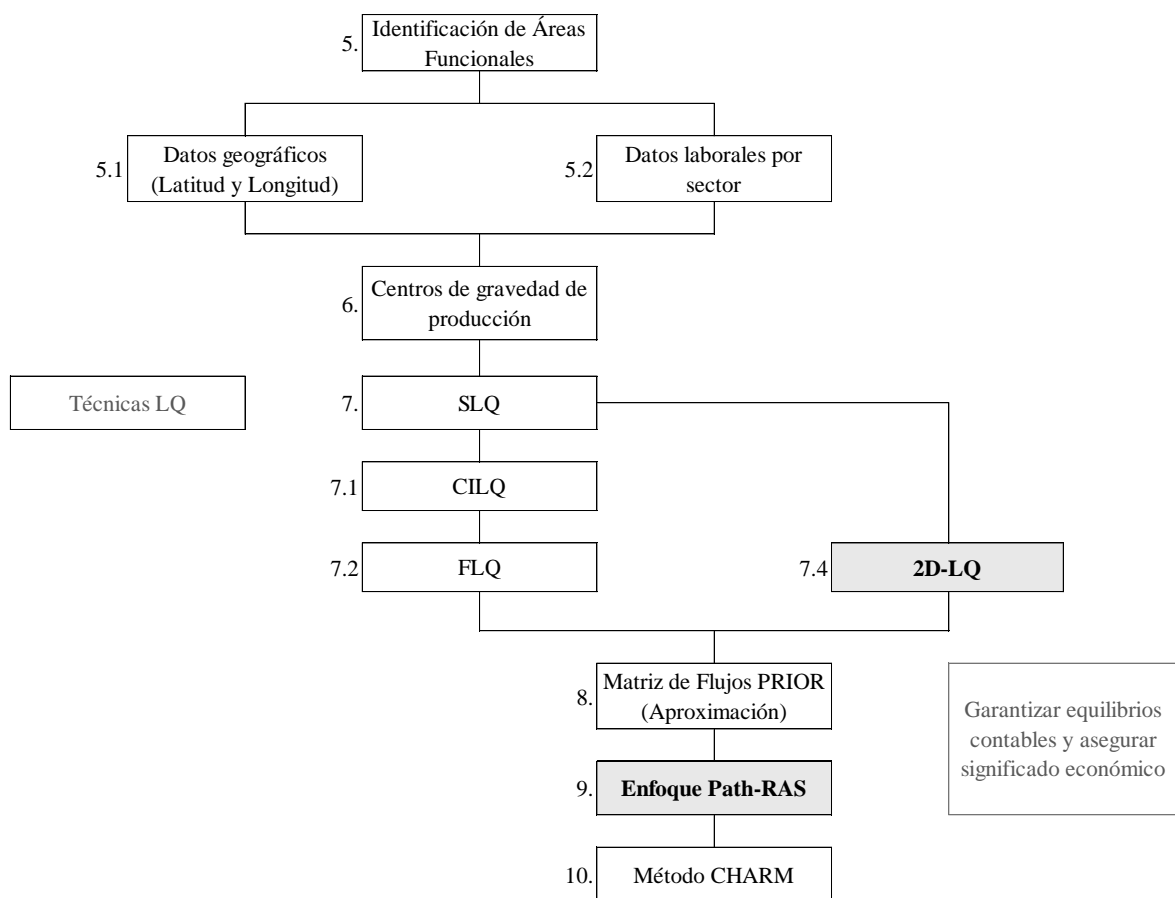 5.
Identificación de Áreas
Funcionales
5.1
Datos geográficos
(Latitud y Longitud)
5.2
Datos laborales por
sector
6.
Centros de gravedad de
producción
Técnicas LQ
7.
SLQ
7.1
CILQ
7.2
FLQ
7.4
2D-LQ
8.
Matriz de Flujos PRIOR
(Aproximación)
Garantizar equilibrios
contables y asegurar
significado económico
9.
Enfoque Path-RAS
10.
Método CHARM